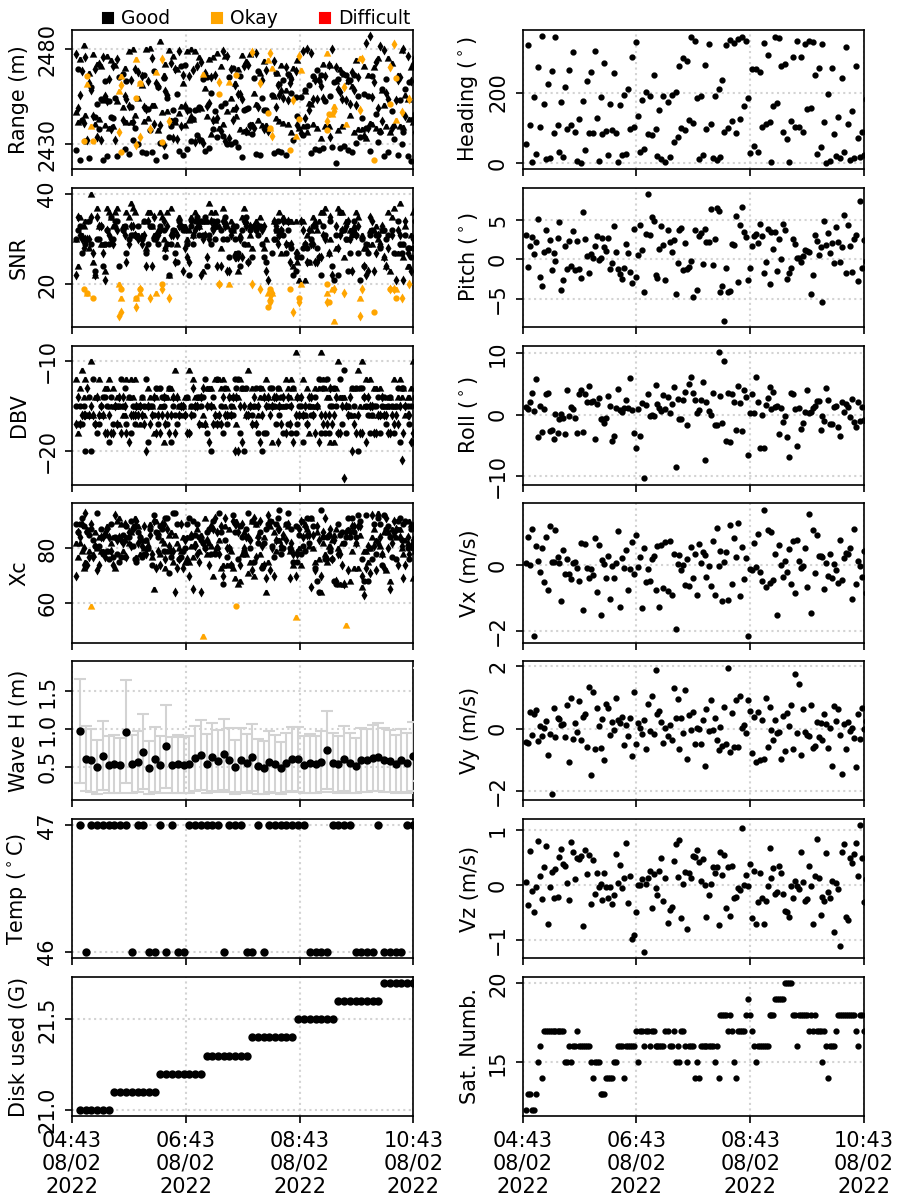 Good Okay Difficult
Range (m)
2480
2430
Heading (°)
200
0
SNR
40
20
Pitch (°)
5
0
−5
DBV
−10
−20
Roll (°)
10
0
−10
Xc
80
60
Vx (m/s)
0
−2
Wave H (m)
1.5
1.0
0.5
Vy (m/s)
2
0
−2
Temp (°C)
47
46
Vz (m/s)
1
0
−1
Disk used (G)
21.5
21.0
Sat. Numb.
20
15
04:43 06:43 08:43 10:43 04:43 06:43 08:43 10:43
08/02 08/02 08/02 08/02 08/02 08/02 08/02 08/02
2022 2022 2022 2022 2022 2022 2022 2022